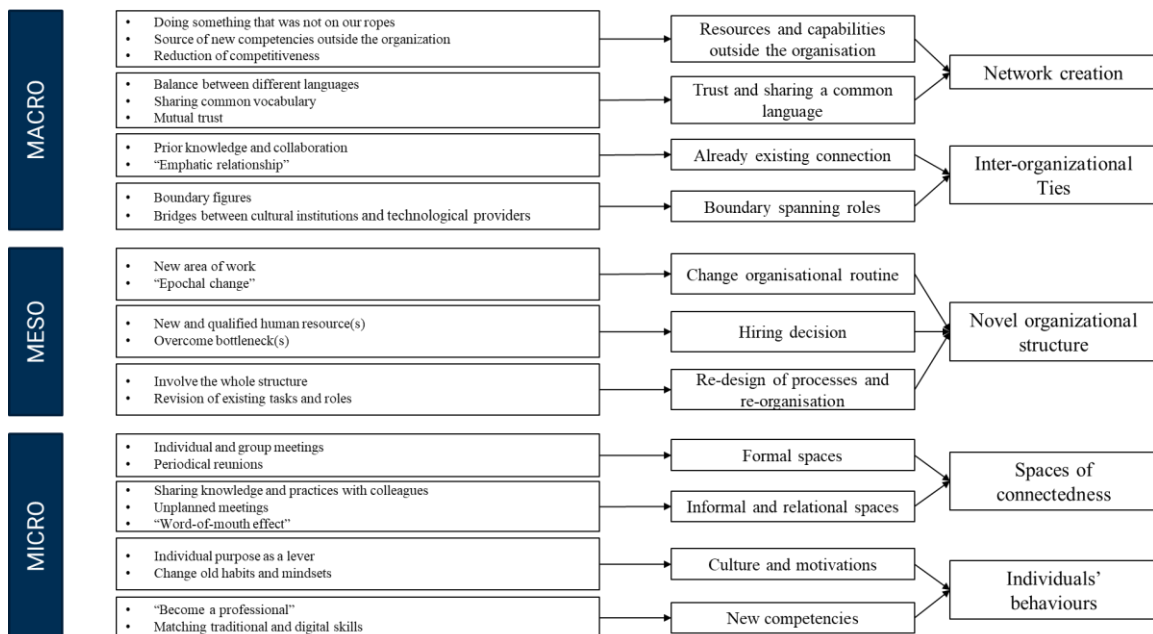 MACRO
• Doing something that was not on our ropes
• Source of new competencies outside the organization
• Reduction of competitiveness
Resources and capabilities
outside the organisation
• Balance between different languages
• Sharing common vocabulary
• Mutual trust
Trust and sharing a common
language
Network creation
• Prior knowledge and collaboration
• “Emphatic relationship”
Already existing connection
• Boundary figures
• Bridges between cultural institutions and technological providers
Boundary spanning roles
Inter-organizational
Ties
MESO
• New area of work
• “Epochal change”
Change organisational routine
• New and qualified human resource(s)
• Overcome bottleneck(s)
Hiring decision
• Involve the whole structure
• Revision of existing tasks and roles
Re-design of processes and
re-organisation
Novel organizational
structure
MICRO
• Individual and group meetings
• Periodical reunions
Formal spaces
• Sharing knowledge and practices with colleagues
• Unplanned meetings
• “Word-of-mouth effect”
Informal and relational spaces
Spaces of
connectedness
• Individual purpose as a lever
• Change old habits and mindsets
Culture and motivations
• “Become a professional”
• Matching traditional and digital skills
New competencies
Individuals’
behaviours